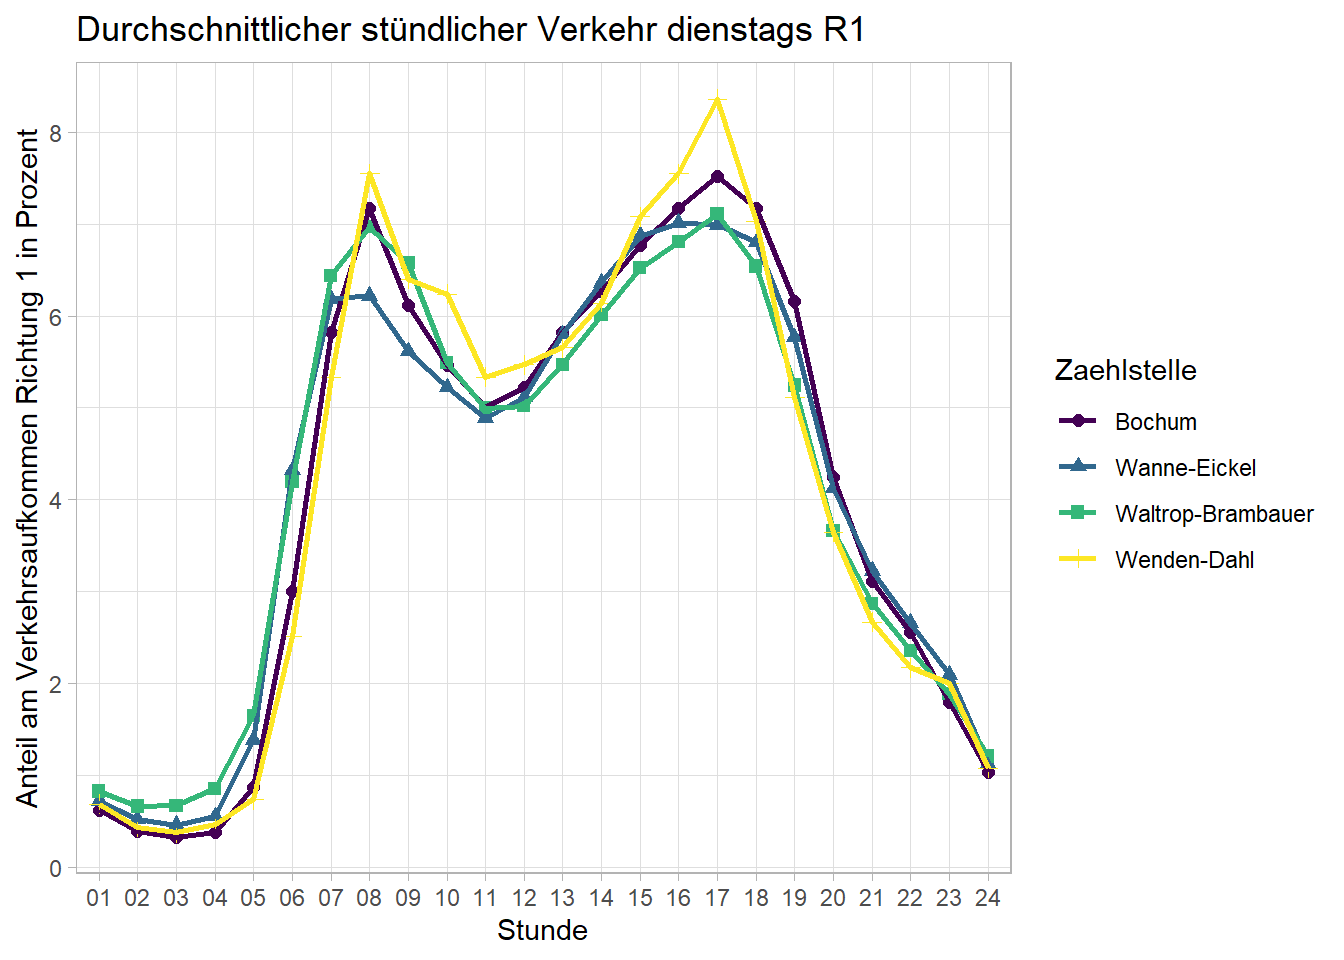 Durchschnittlicher stündlicher Verkehr dienstags R1
Anteil am Verkehrsaufkommen Richtung 1 in Prozent
8
6
4
2
0
01 02 03 04 05 06 07 08 09 10 11 12 13 14 15 16 17 18 19 20 21 22 23 24
Stunde
Zaehlstelle
Bochum
Wanne-Eickel
Waltrop-Brambauer
Wenden-Dahl